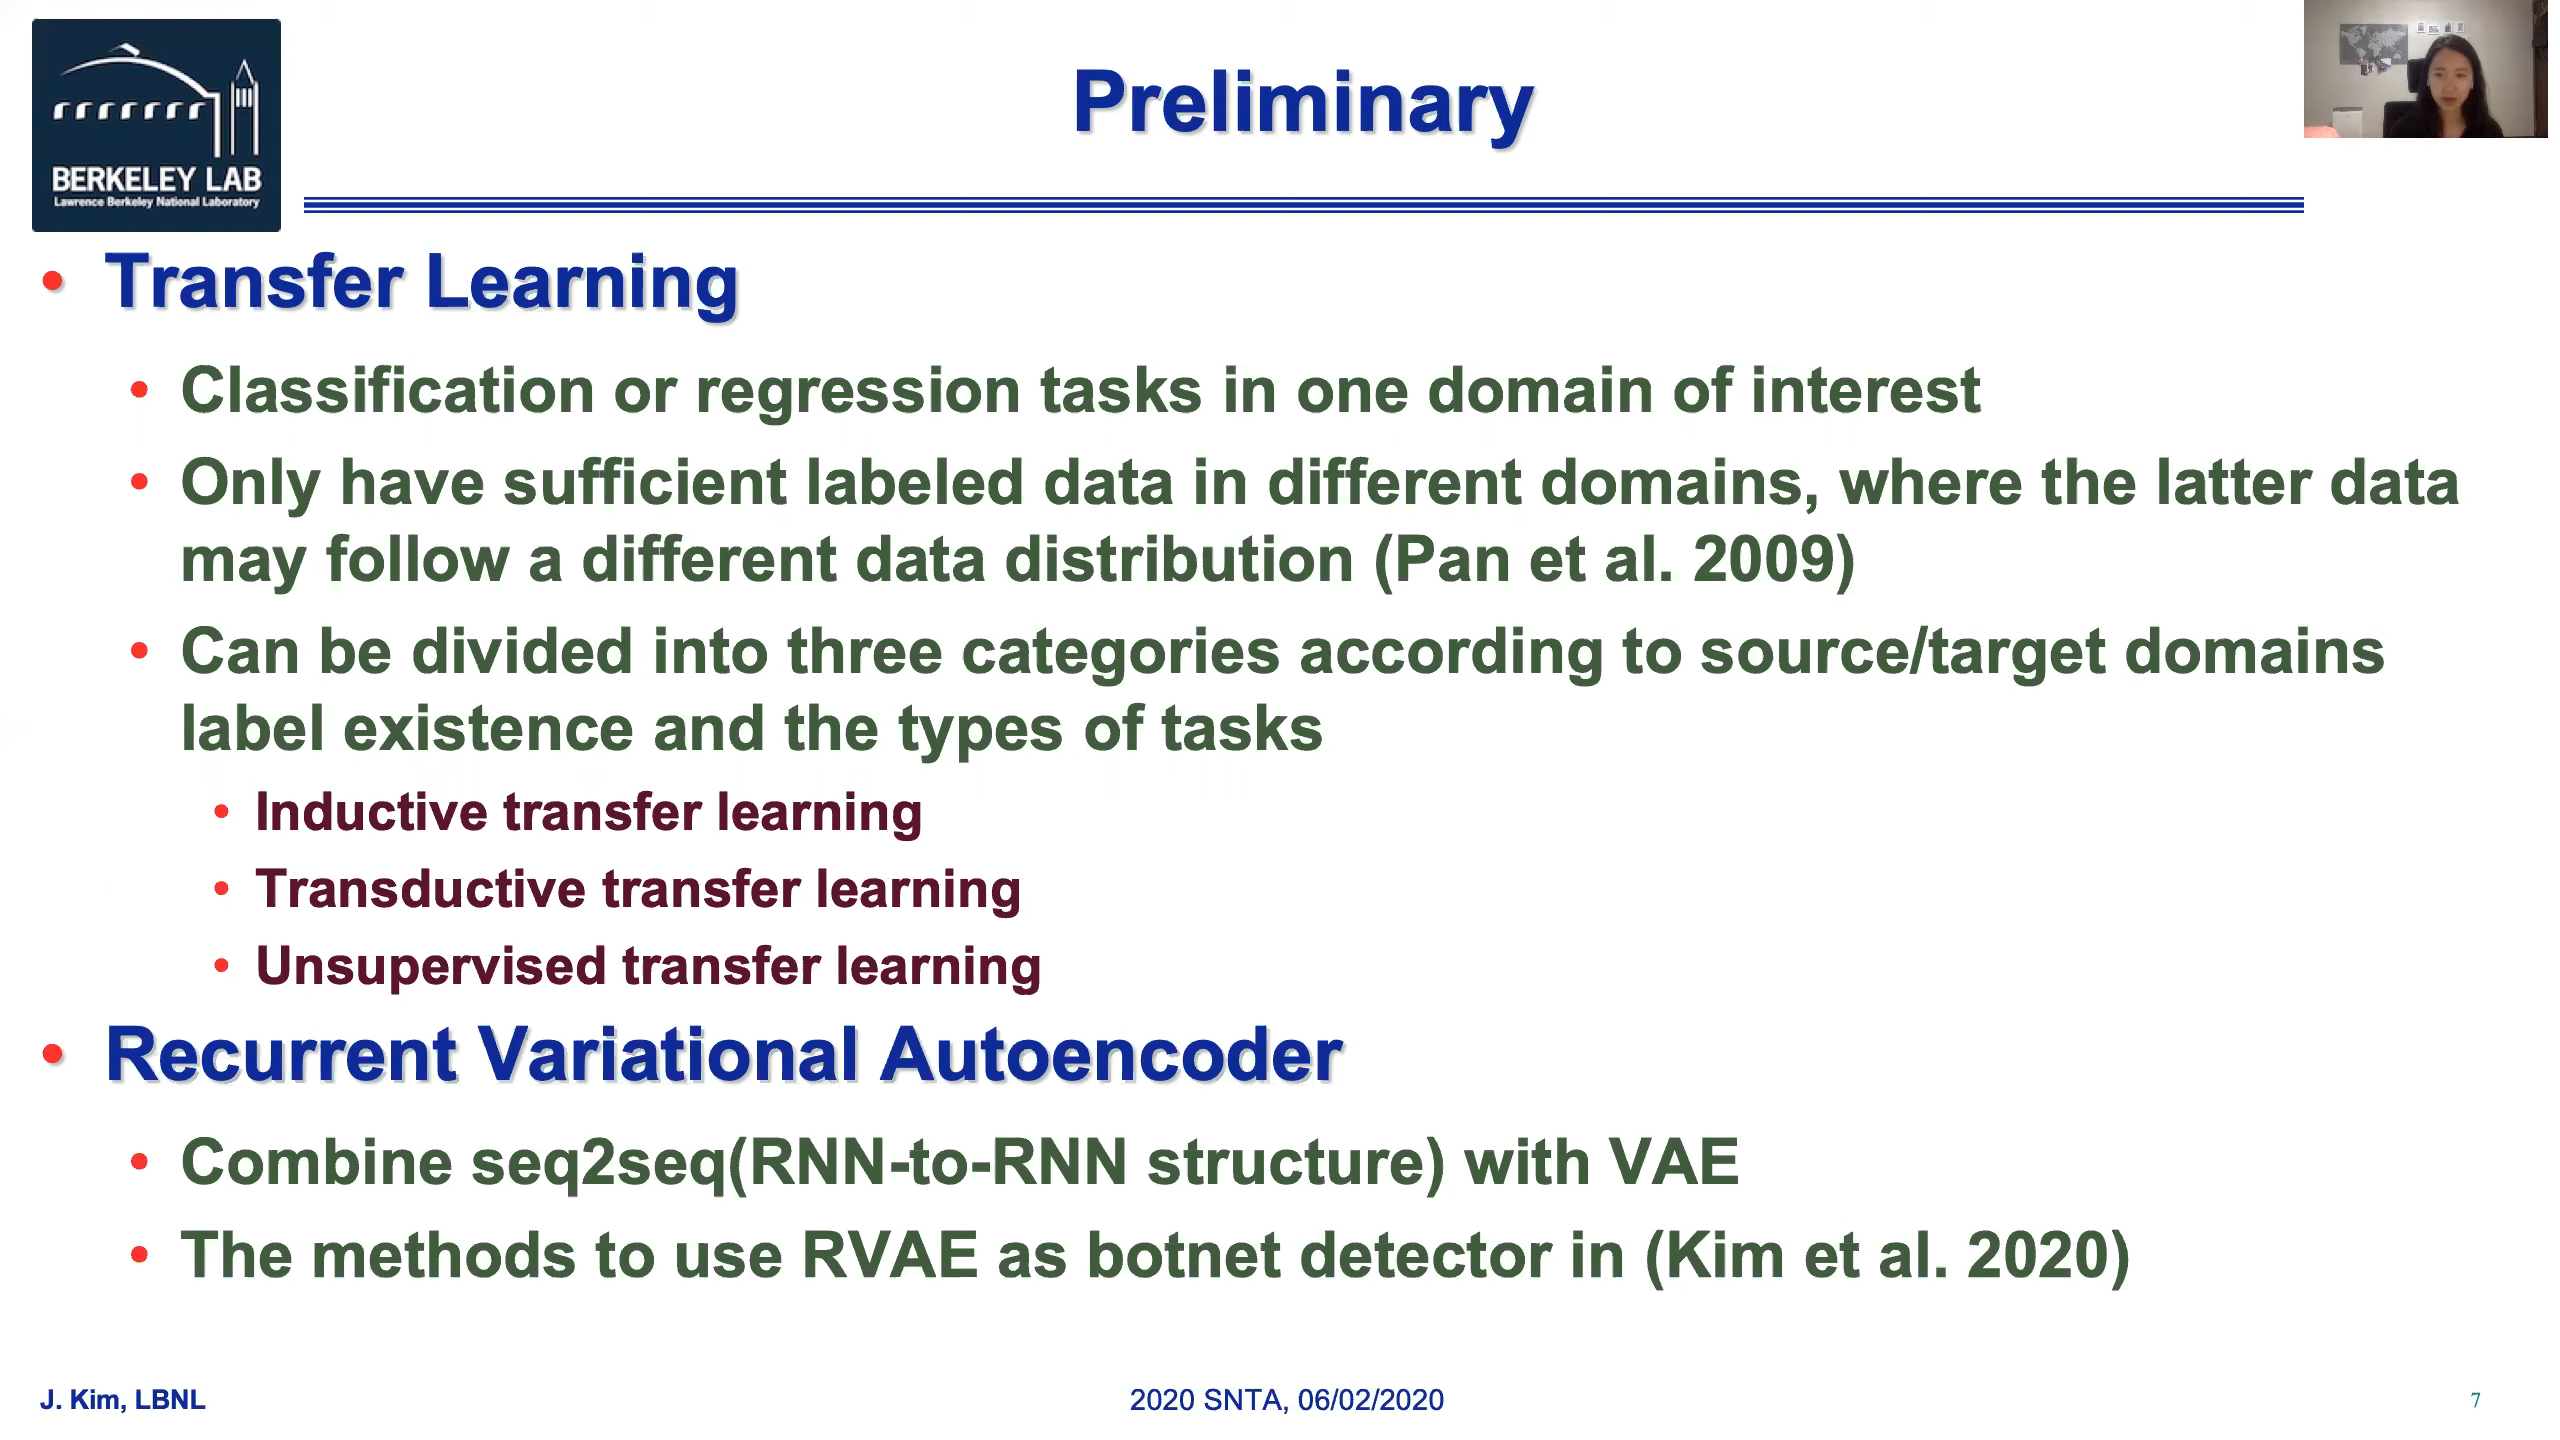 BERKELEY LAB
Lawrence Berkeley National Laboratory
Preliminary
• Transfer Learning
• Classification or regression tasks in one domain of interest
• Only have sufficient labeled data in different domains, where the latter data
may follow a different data distribution (Pan et al. 2009)
• Can be divided into three categories according to source/target domains
label existence and the types of tasks
• Inductive transfer learning
• Transductive transfer learning
• Unsupervised transfer learning
• Recurrent Variational Autoencoder
• Combine seq2seq(RNN-to-RNN structure) with VAE
• The methods to use RVAE as botnet detector in (Kim et al. 2020)
J. Kim, LBNL
2020 SNTA, 06/02/2020
7